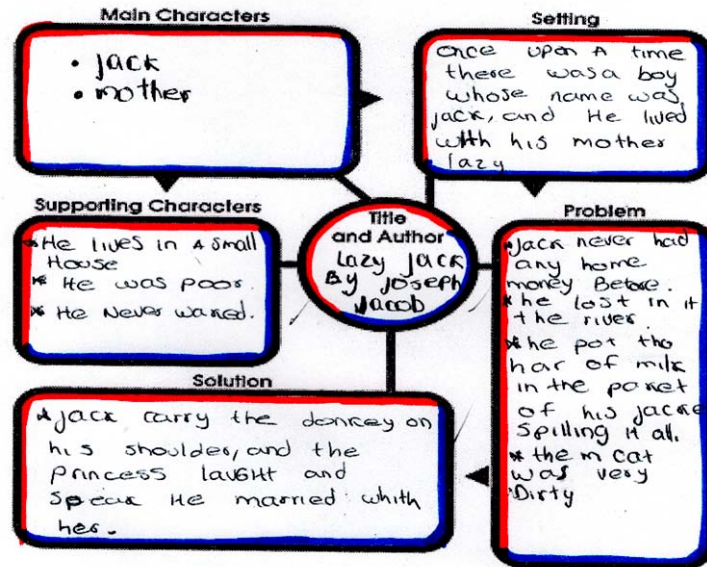 Main Characters
• Jack
• mother
Setting
once upon A time
there was a boy
whose name was,
jack, and He lived
with his mother
lazy
Supporting Characters
* He lives in A small
House
* He was poor.
* He Never warked.
Title
and Author
Lazy Jack
By Joseph
Jacob
Problem
• Jack never had
any home
money Before.
* he lost in it
the river.
* he pot the
har of milk
in the paket
of his jacke
spilling it all.
* the m cat
was very
Dirty
Solution
* Jack carry the donkey on
his shoulder, and the
princess laught and
speak He married whith
her.